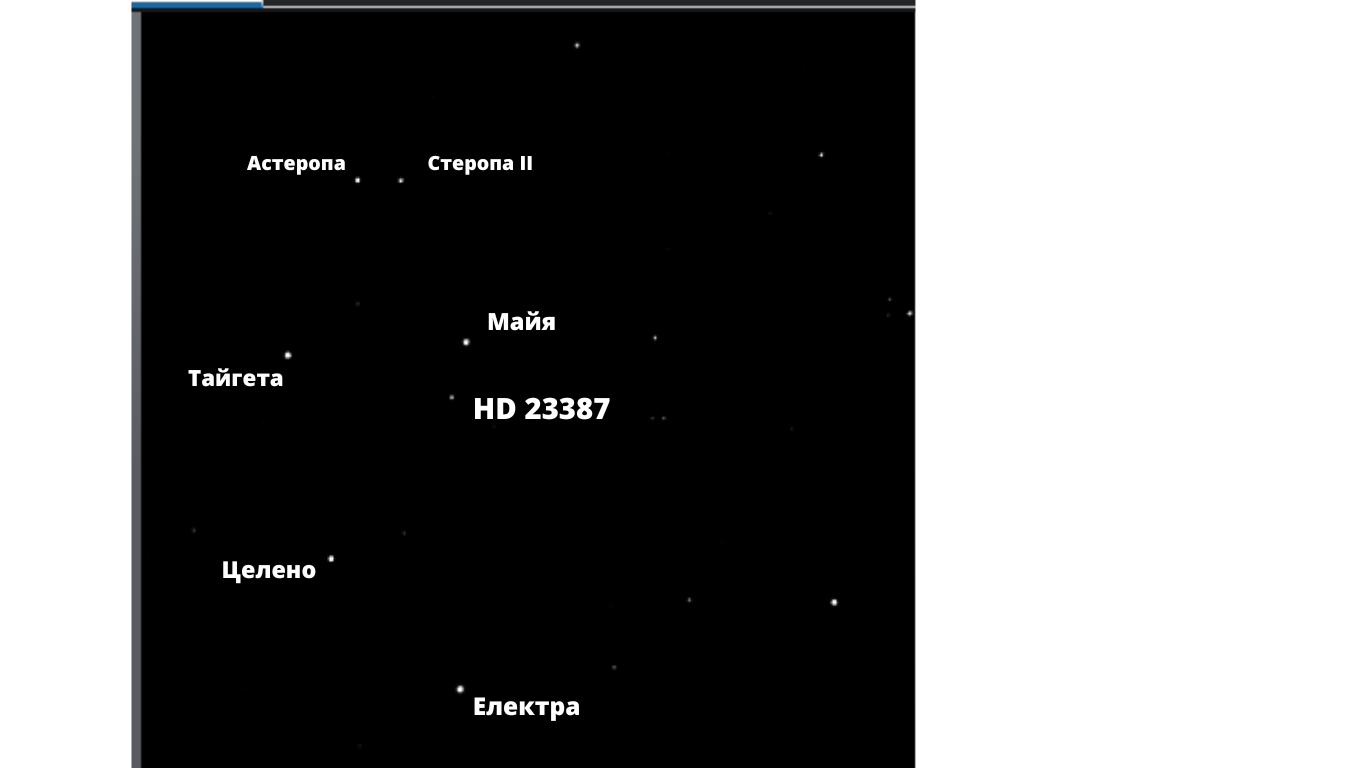 Астеропа
Стеропа II
Майя
Тайгета
HD 23387
Целено
Електра